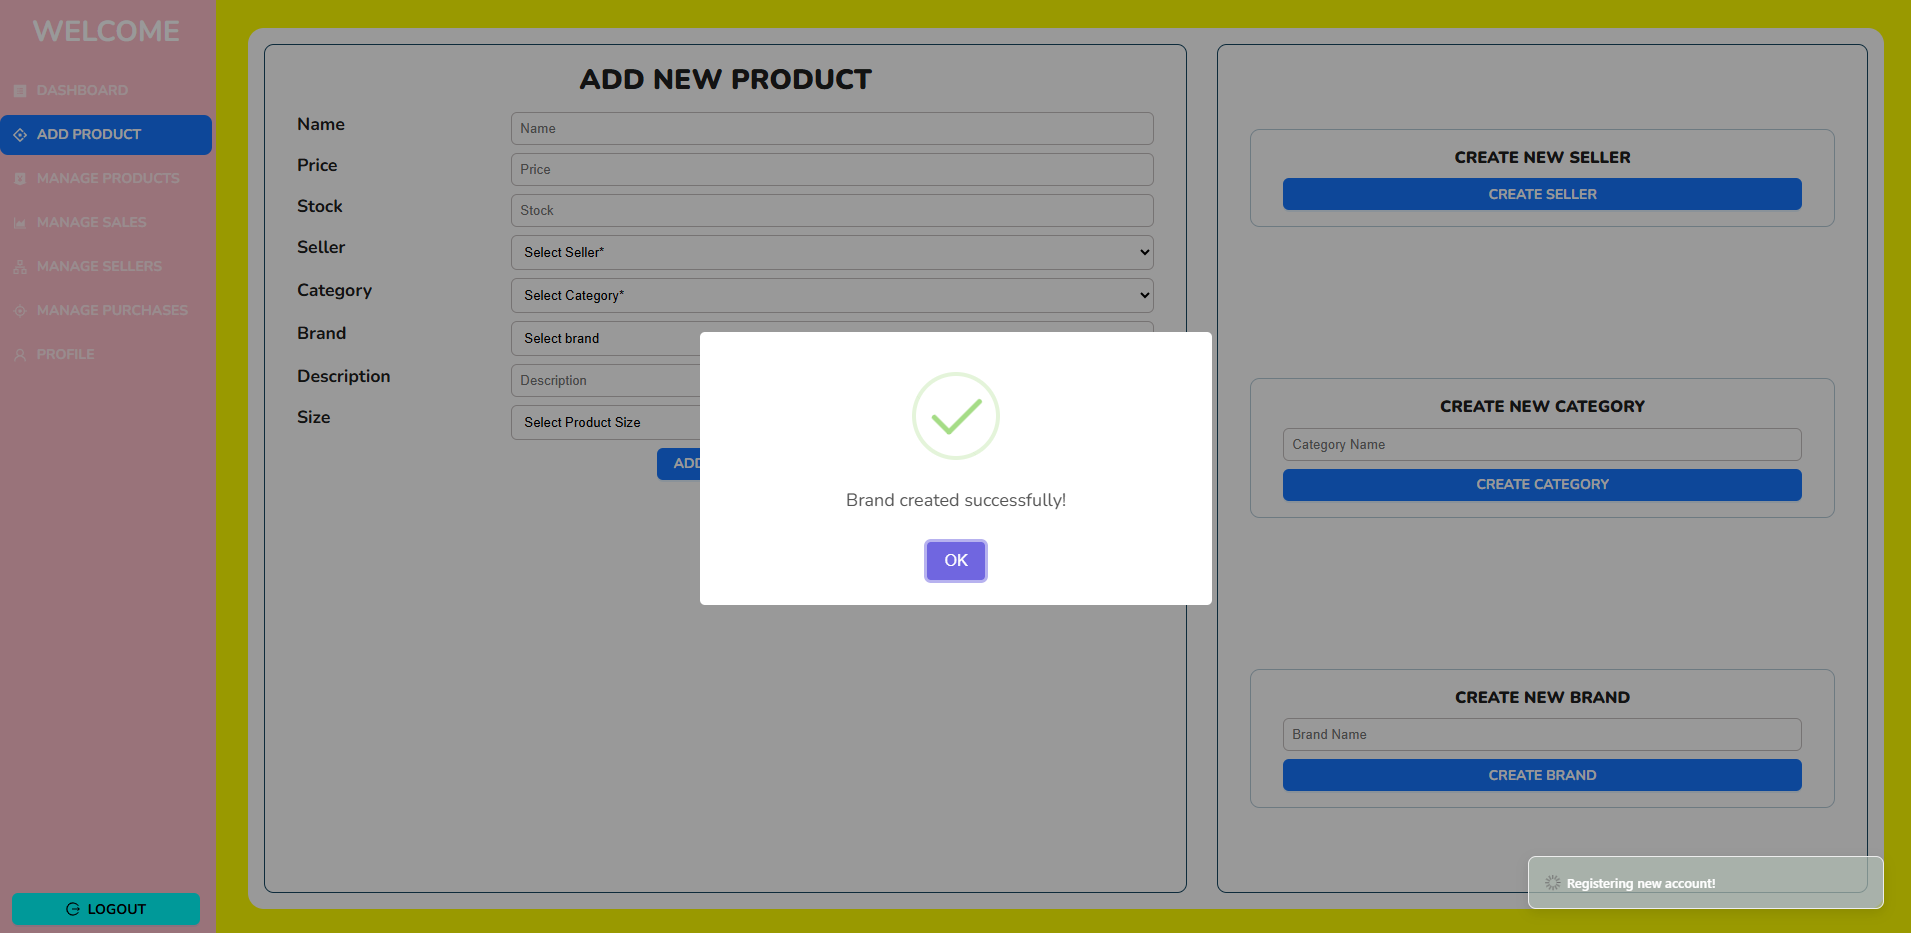 WELCOME
DASHBOARD
ADD PRODUCT
MANAGE PRODUCTS
MANAGE SALES
MANAGE SELLERS
MANAGE PURCHASES
PROFILE
LOGOUT
ADD NEW PRODUCT
Name
Name
Price
Price
Stock
Stock
Seller
Select Seller*
Category
Select Category*
Brand
Select brand
Description
Description
Size
Select Product Size
ADD
Brand created successfully!
OK
CREATE NEW SELLER
CREATE SELLER
CREATE NEW CATEGORY
Category Name
CREATE CATEGORY
CREATE NEW BRAND
Brand Name
CREATE BRAND
Registering new account!